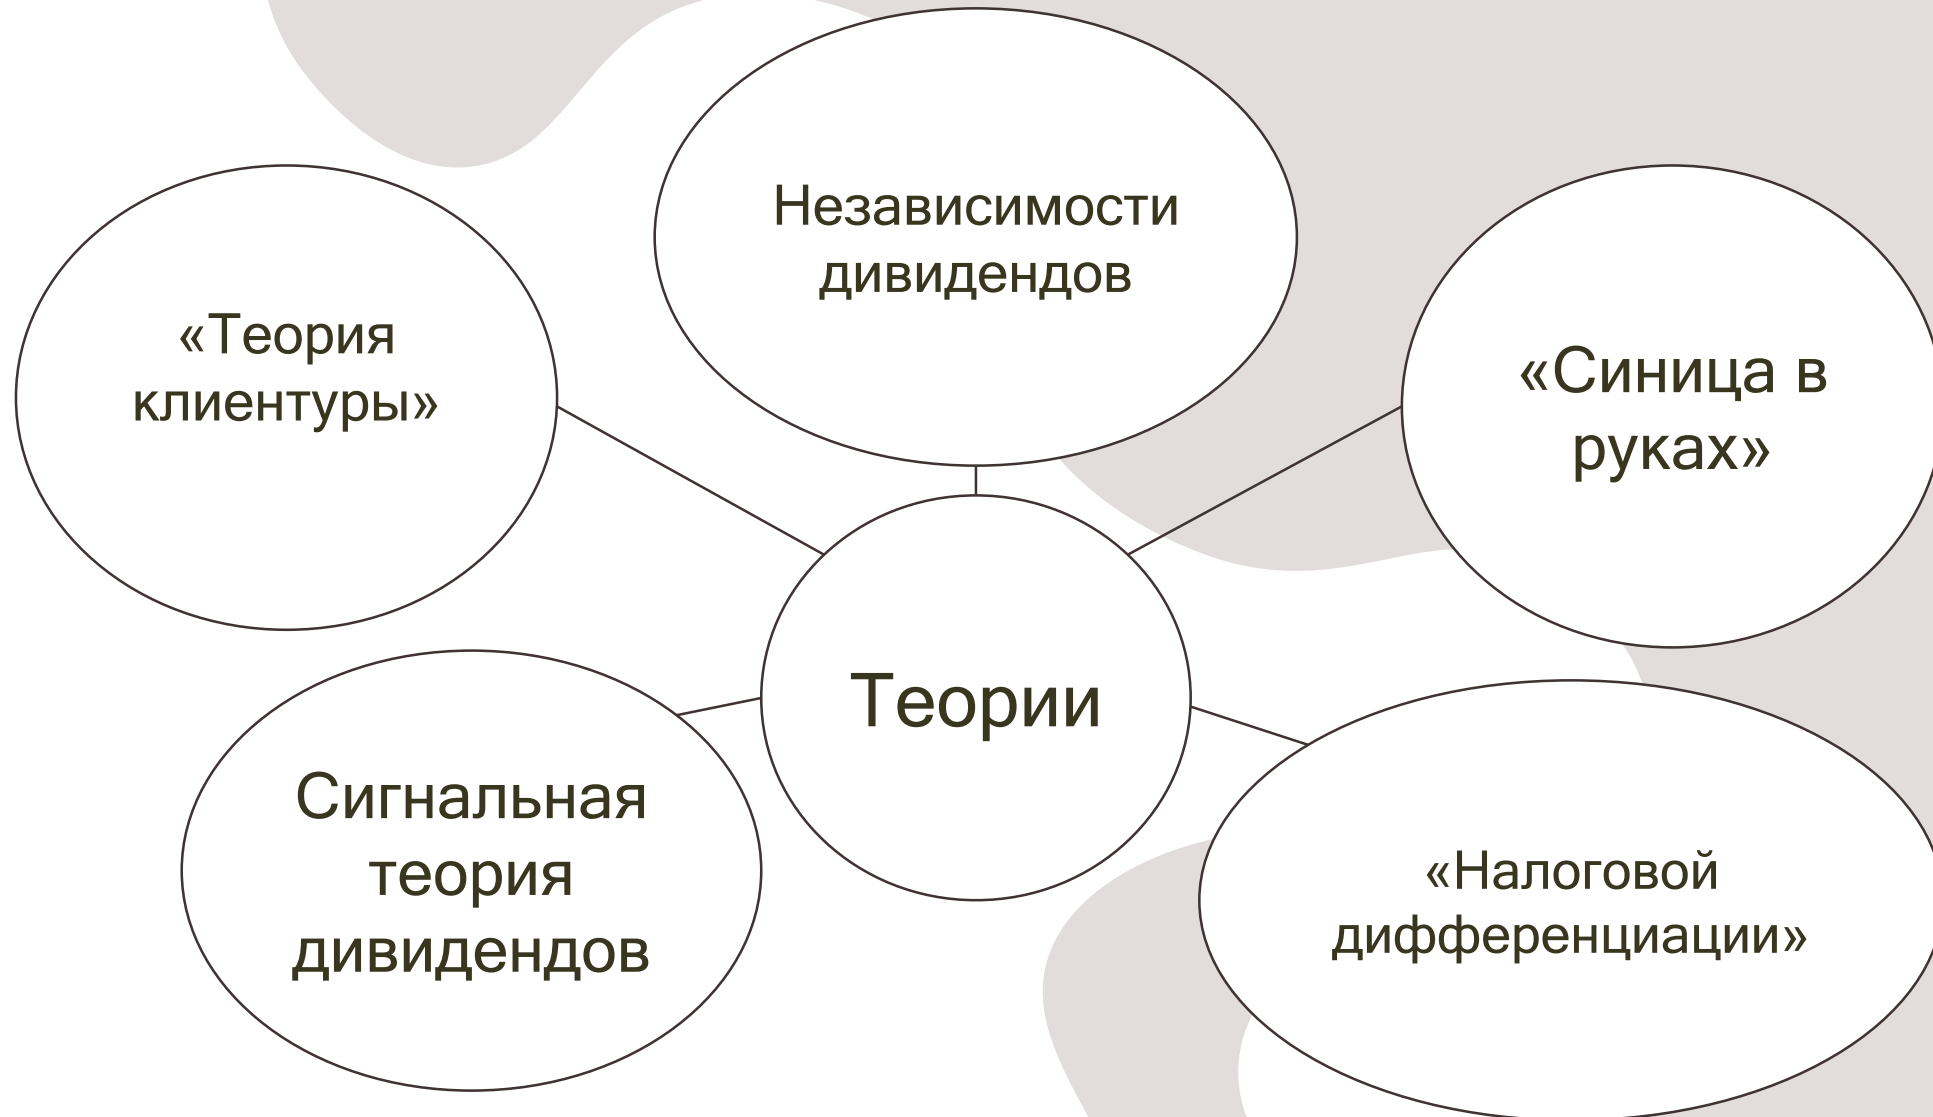 Независимости
дивидендов
«Теория
клиентуры»
«Синица в
руках»
Теории
Сигнальная
теория
дивидендов
«Налоговой
дифференциации»